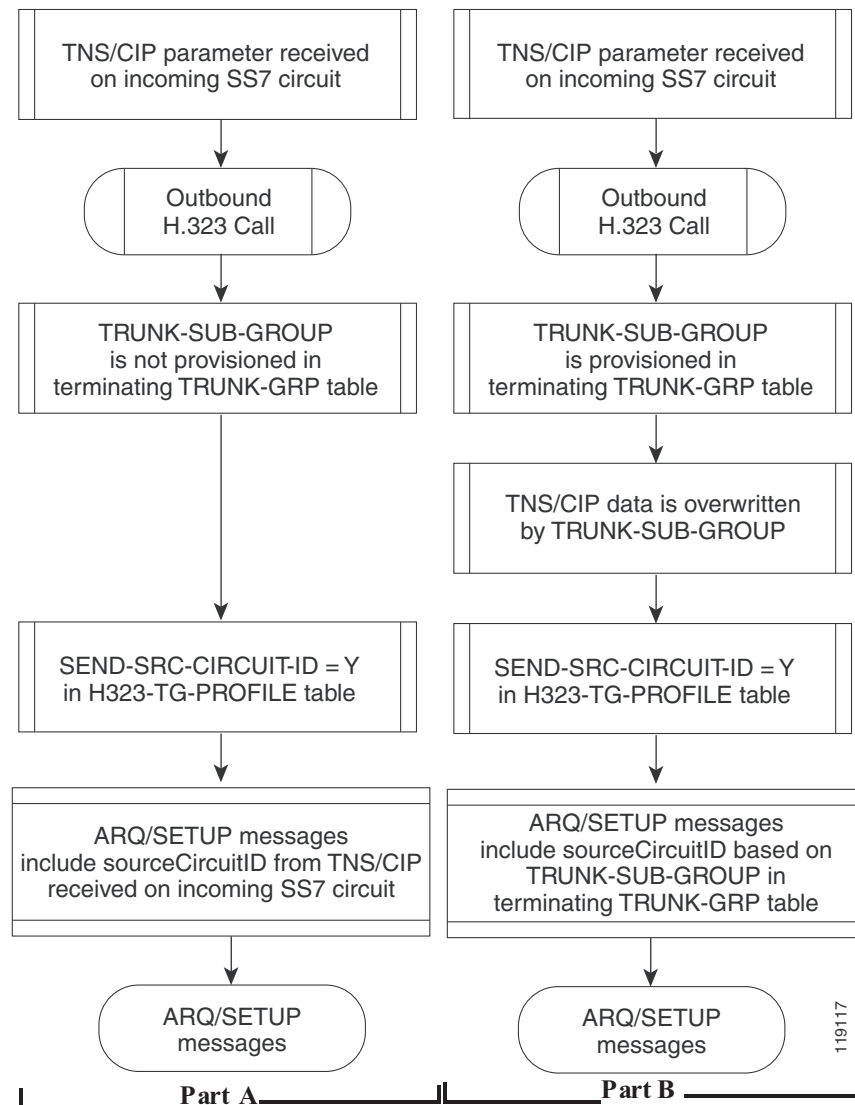 TNS/CIP parameter received
on incoming SS7 circuit
Outbound
H.323 Call
TRUNK-SUB-GROUP
is not provisioned in
terminating TRUNK-GRP table
SEND-SRC-CIRCUIT-ID = Y
in H323-TG-PROFILE table
ARQ/SETUP messages
include sourceCircuitID from TNS/CIP
received on incoming SS7 circuit
ARQ/SETUP
messages
Part A
TNS/CIP parameter received
on incoming SS7 circuit
Outbound
H.323 Call
TRUNK-SUB-GROUP
is provisioned in
terminating TRUNK-GRP table
TNS/CIP data is overwritten
by TRUNK-SUB-GROUP
SEND-SRC-CIRCUIT-ID = Y
in H323-TG-PROFILE table
ARQ/SETUP messages
include sourceCircuitID based on
TRUNK-SUB-GROUP in
terminating TRUNK-GRP table
ARQ/SETUP
messages
119117
Part B